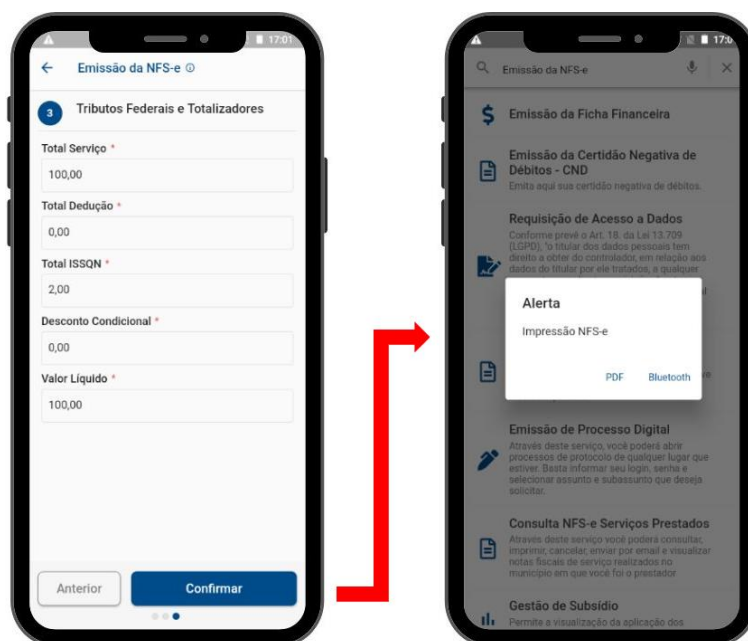 17:01
Emissão da NFS-e
3 Tributos Federais e Totalizadores
Total Serviço *
100,00
Total Dedução *
0,00
Total ISSQN *
2,00
Desconto Condicional *
0,00
Valor Líquido *
100,00
Anterior
Confirmar
17:0
Emissão da NFS-e
Emissão da Ficha Financeira
Emissão da Certidão Negativa de
Débitos - CND
Emita aqui sua certidão negativa de débitos.
Requisição de Acesso a Dados
Conforme prevê o Art. 18. da Lei 13.709
(LGPD), "o titular dos dados pessoais tem
direito a obter do controlador, em relação aos
dados do titular por ele tratados, a qualquer
Alerta
Impressão NFS-e
PDF
Bluetooth
Emissão de Processo Digital
Através deste serviço, você poderá abrir
processos de protocolo de qualquer lugar que
estiver. Basta informar seu login, senha e
selecionar assunto e subassunto que deseja
solicitar.
Consulta NFS-e Serviços Prestados
Através deste serviço você poderá consultar,
imprimir, cancelar, enviar por email e visualizar
notas fiscais de serviço realizados no
município em que você foi o prestador
Gestão de Subsídio
Permite a visualização da aplicação dos